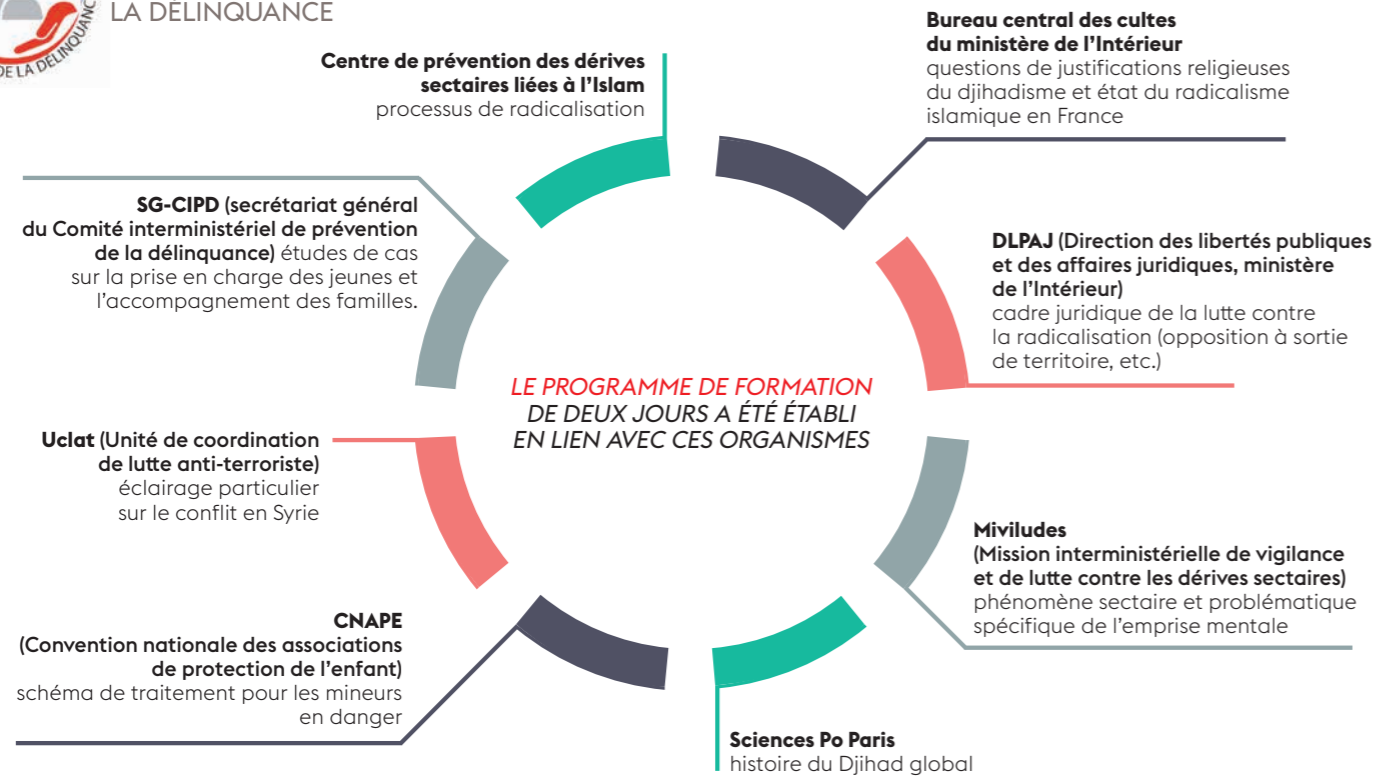 LA DÉLINQUANCE
DE LA DELINQUANC
Centre de prévention des dérives
sectaires liées à l'Islam
processus de radicalisation
Bureau central des cultes
du ministère de l'Intérieur
questions de justifications religieuses
du djihadisme et état du radicalisme
islamique en France
SG-CIPD (secrétariat général
du Comité interministériel de prévention
de la délinquance) études de cas
sur la prise en charge des jeunes et
l'accompagnement des familles.
DLPAJ (Direction des libertés publiques
et des affaires juridiques, ministère
de l'Intérieur)
cadre juridique de la lutte contre
la radicalisation (opposition à sortie
de territoire, etc.)
LE PROGRAMME DE FORMATION
DE DEUX JOURS A ÉTÉ ÉTABLI
EN LIEN AVEC CES ORGANISMES
Uclat (Unité de coordination
de lutte anti-terroriste)
éclairage particulier
sur le conflit en Syrie
Miviludes
(Mission interministérielle de vigilance
et de lutte contre les dérives sectaires)
phénomène sectaire et problématique
spécifique de l'emprise mentale
CNAPE
(Convention nationale des associations
de protection de l'enfant)
schéma de traitement pour les mineurs
en danger
Sciences Po Paris
histoire du Djihad global